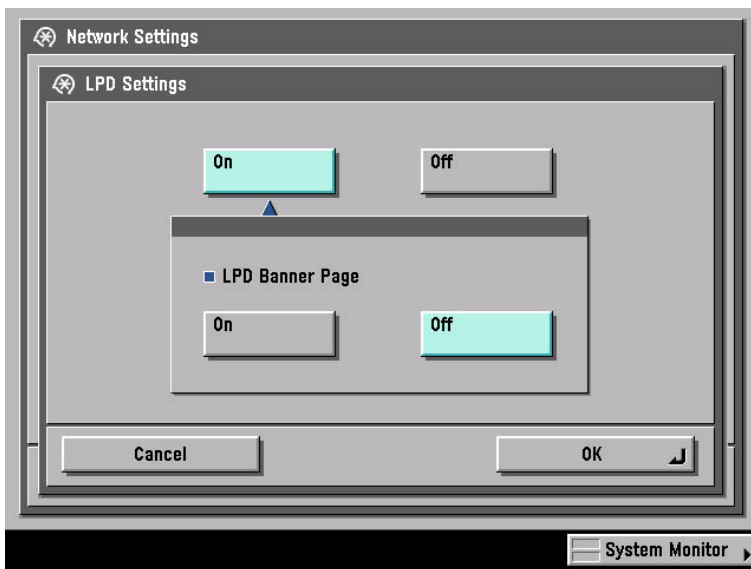 Network Settings
LPD Settings
On Off
LPD Banner Page
On Off
Cancel OK
System Monitor